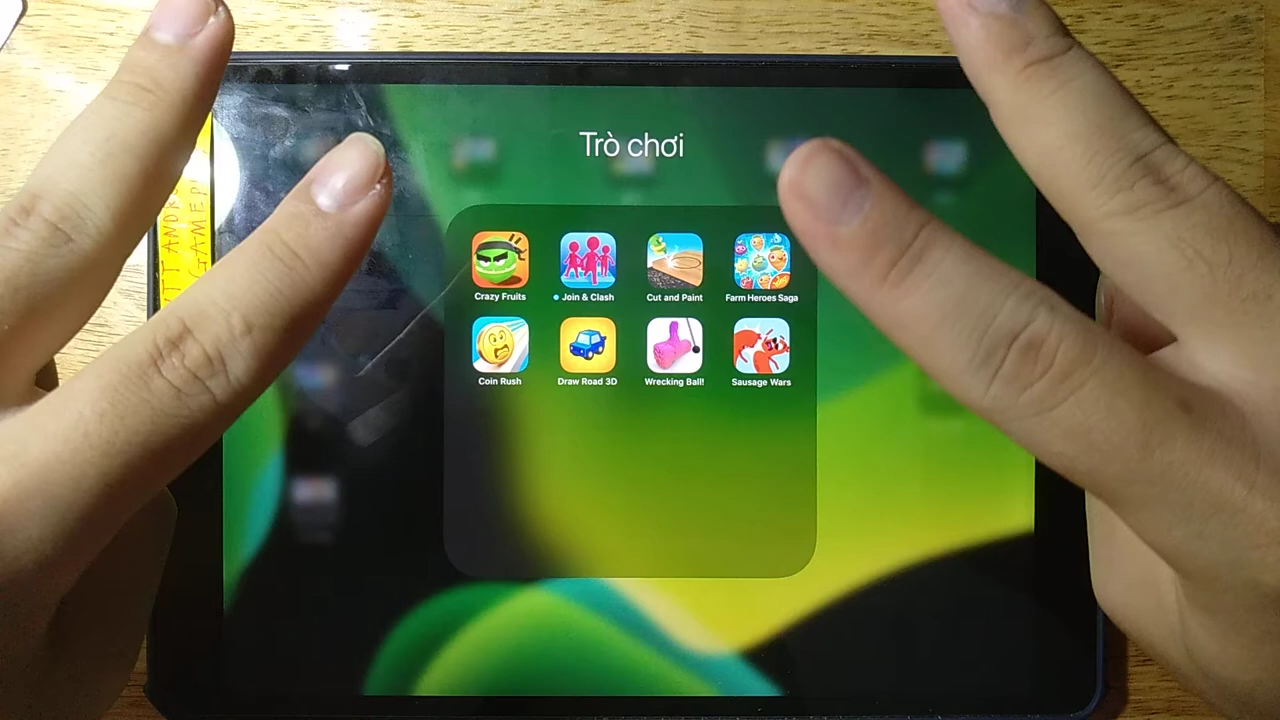 Trò chơi
Crazy Fruits
Join & Clash
Cut and Paint
Farm Heroes Saga
Coin Rush
Draw Road 3D
Wrecking Ball!
Sausage Wars